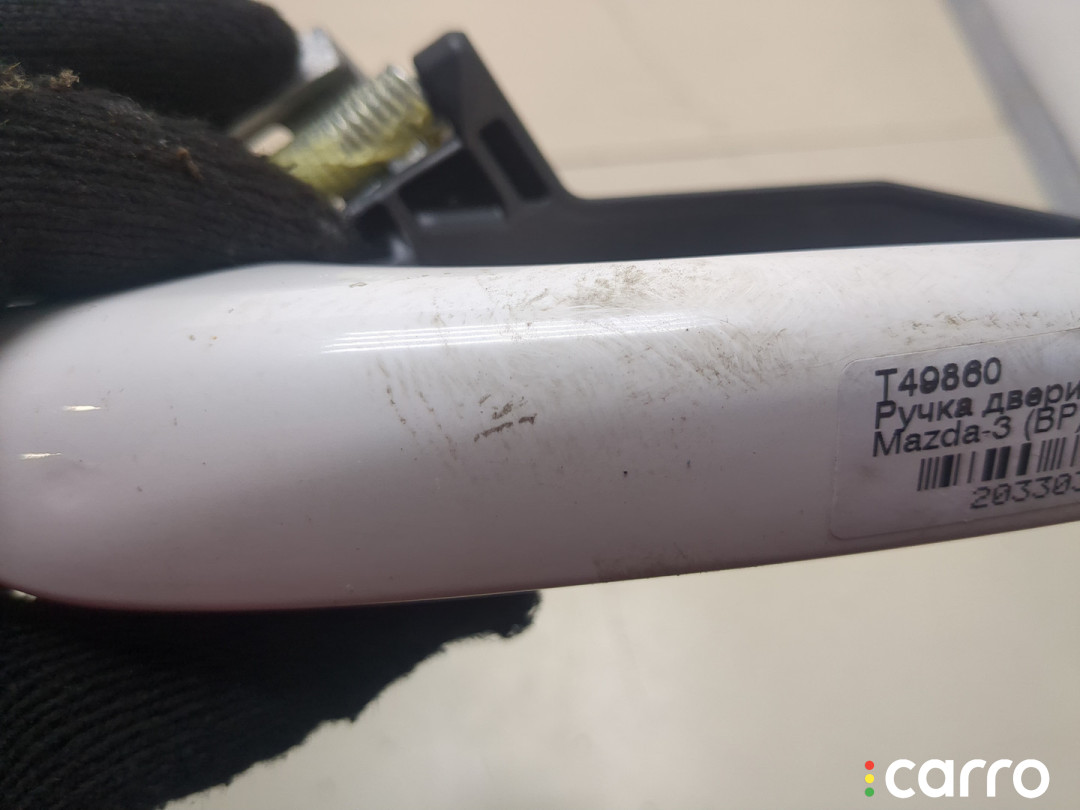 T49860
Ручка двери
Mazda-3 (BP)
203303
carro